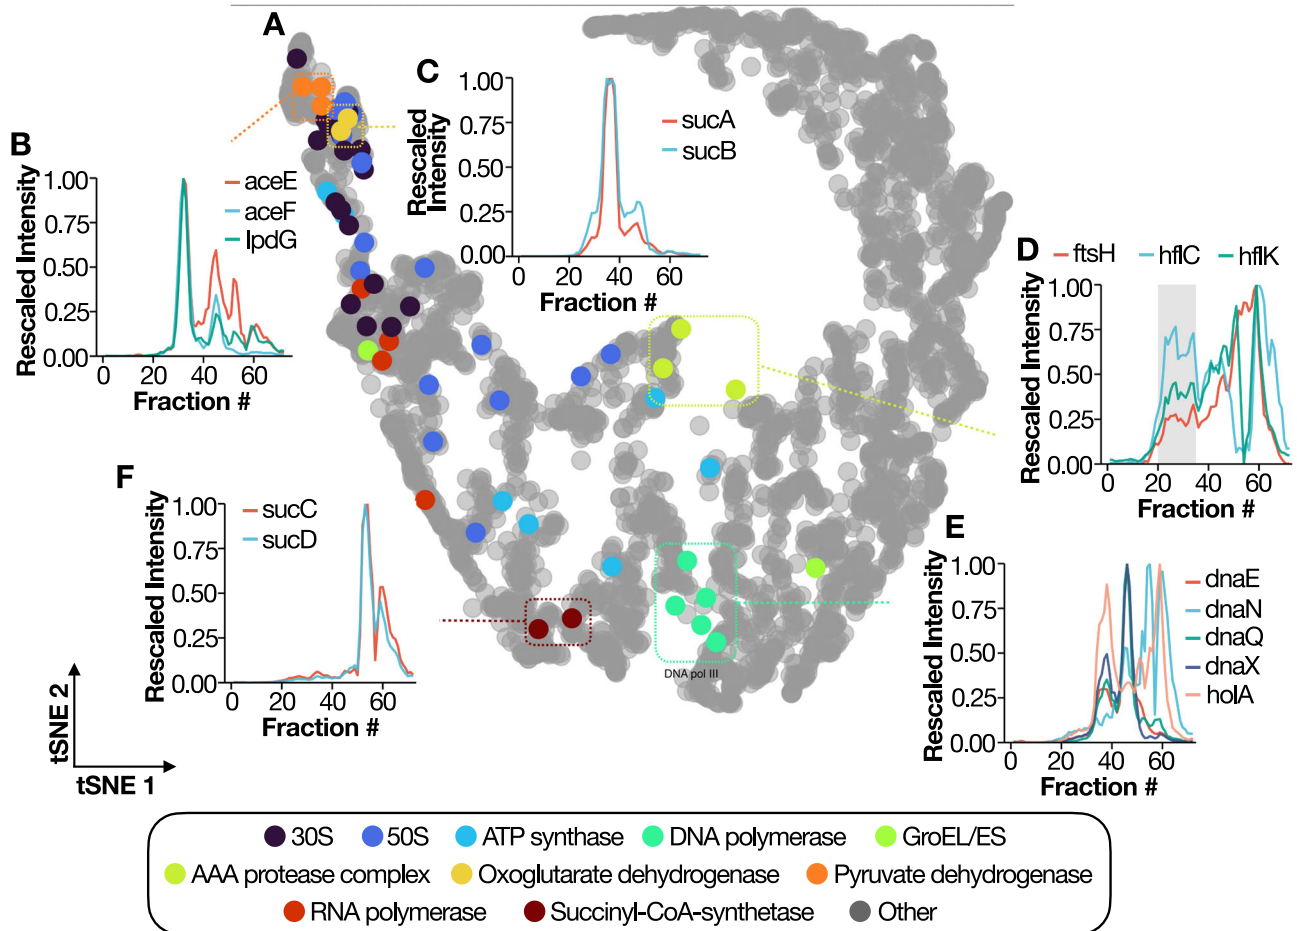 A
C
1.00
0.75
0.50
0.25
0.00
Rescaled
Intensity
sucA
sucB
0 20 40 60
Fraction #
B
1.00
0.75
0.50
0.25
0.00
Rescaled Intensity
aceE
aceF
lpdG
0 20 40 60
Fraction #
D
ftsH hflC hflK
1.00
0.75
0.50
0.25
0.00
Rescaled Intensity
0 20 40 60
Fraction #
F
1.00
0.75
0.50
0.25
0.00
Rescaled Intensity
sucC
sucD
0 20 40 60
Fraction #
E
1.00
0.75
0.50
0.25
0.00
Rescaled Intensity
dnaE
dnaN
dnaQ
dnaX
holA
0 20 40 60
Fraction #
DNA pol III
tSNE 2
tSNE 1
30S 50S ATP synthase DNA polymerase GroEL/ES
AAA protease complex Oxoglutarate dehydrogenase Pyruvate dehydrogenase
RNA polymerase Succinyl-CoA-synthetase Other